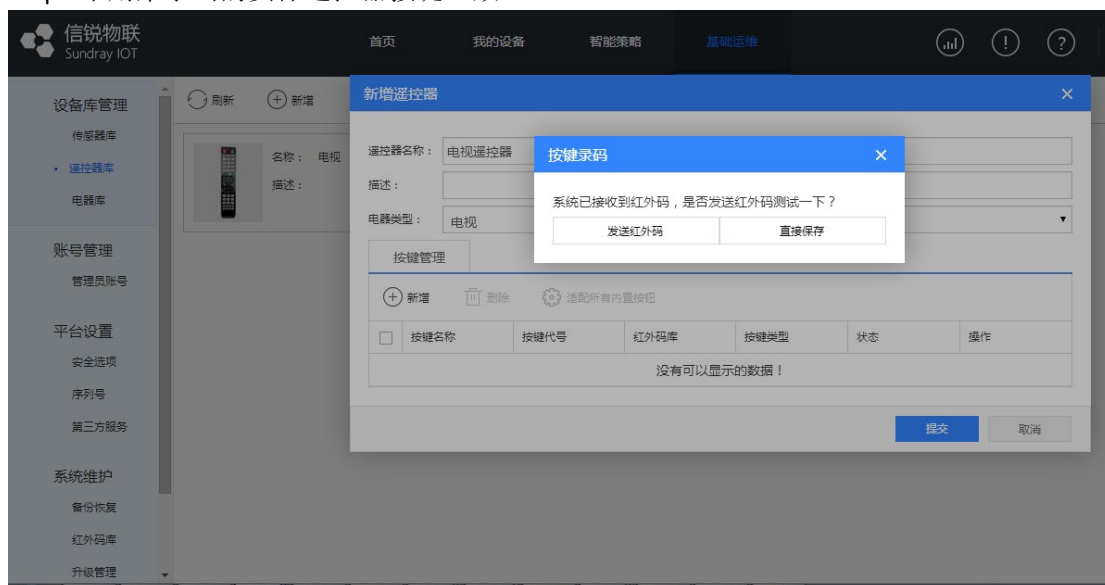 信锐物联
Sundray IOT
首页 我的设备 智能策略 基础运维
设备库管理
传感器库
遥控器库
电器库
账号管理
管理员账号
平台设置
安全选项
序列号
第三方服务
系统维护
备份恢复
红外码库
升级管理
刷新 新增
名称： 电视
描述：
新增遥控器
遥控器名称： 电视遥控器
描述：
电器类型： 电视
按键录码
系统已接收到红外码，是否发送红外码测试一下？
发送红外码 直接保存
按键管理
新增 删除 适配所有内置按钮
按键名称 按键代号 红外码库 按键类型 状态 操作
没有可以显示的数据！
提交 取消